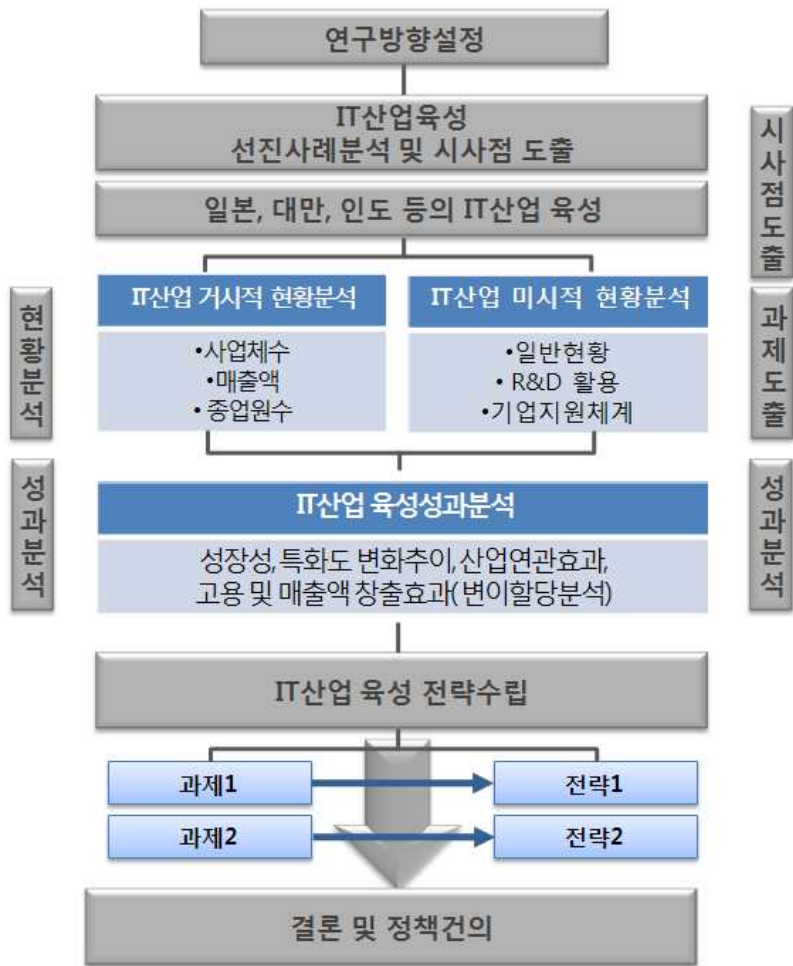 연구방향설정
IT산업육성
선진사례분석 및 시사점 도출
시사점도출
일본, 대만, 인도 등의 IT산업 육성
현황분석
IT산업 거시적 현황분석
•사업체수
•매출액
•종업원수
IT산업 미시적 현황분석
•일반현황
• R&D 활용
•기업지원체계
과제도출
성과분석
IT산업 육성성과분석
성장성, 특화도 변화추이, 산업연관효과,
고용 및 매출액 창출효과( 변이할당분석)
성과분석
IT산업 육성 전략수립
과제1
전략1
과제2
전략2
결론 및 정책건의